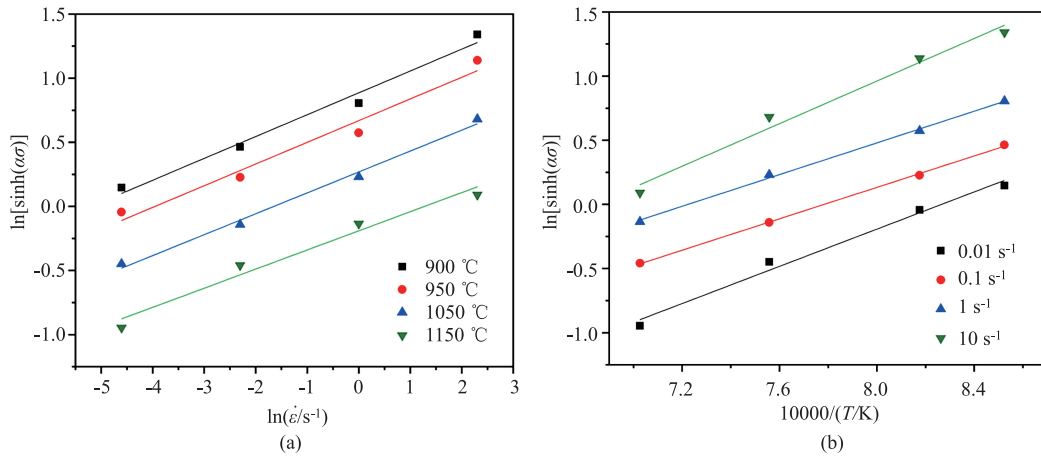 1.5
1.0
0.5
0.0
-0.5
-1.0
ln[sinh(ασ)]
900 ℃
950 ℃
1050 ℃
1150 ℃
-5 -4 -3 -2 -1 0 1 2 3
ln(ε̇/s⁻¹)
(a)
1.5
1.0
0.5
0.0
-0.5
-1.0
ln[sinh(ασ)]
0.01 s⁻¹
0.1 s⁻¹
1 s⁻¹
10 s⁻¹
7.2 7.6 8.0 8.4
10000/(T/K)
(b)